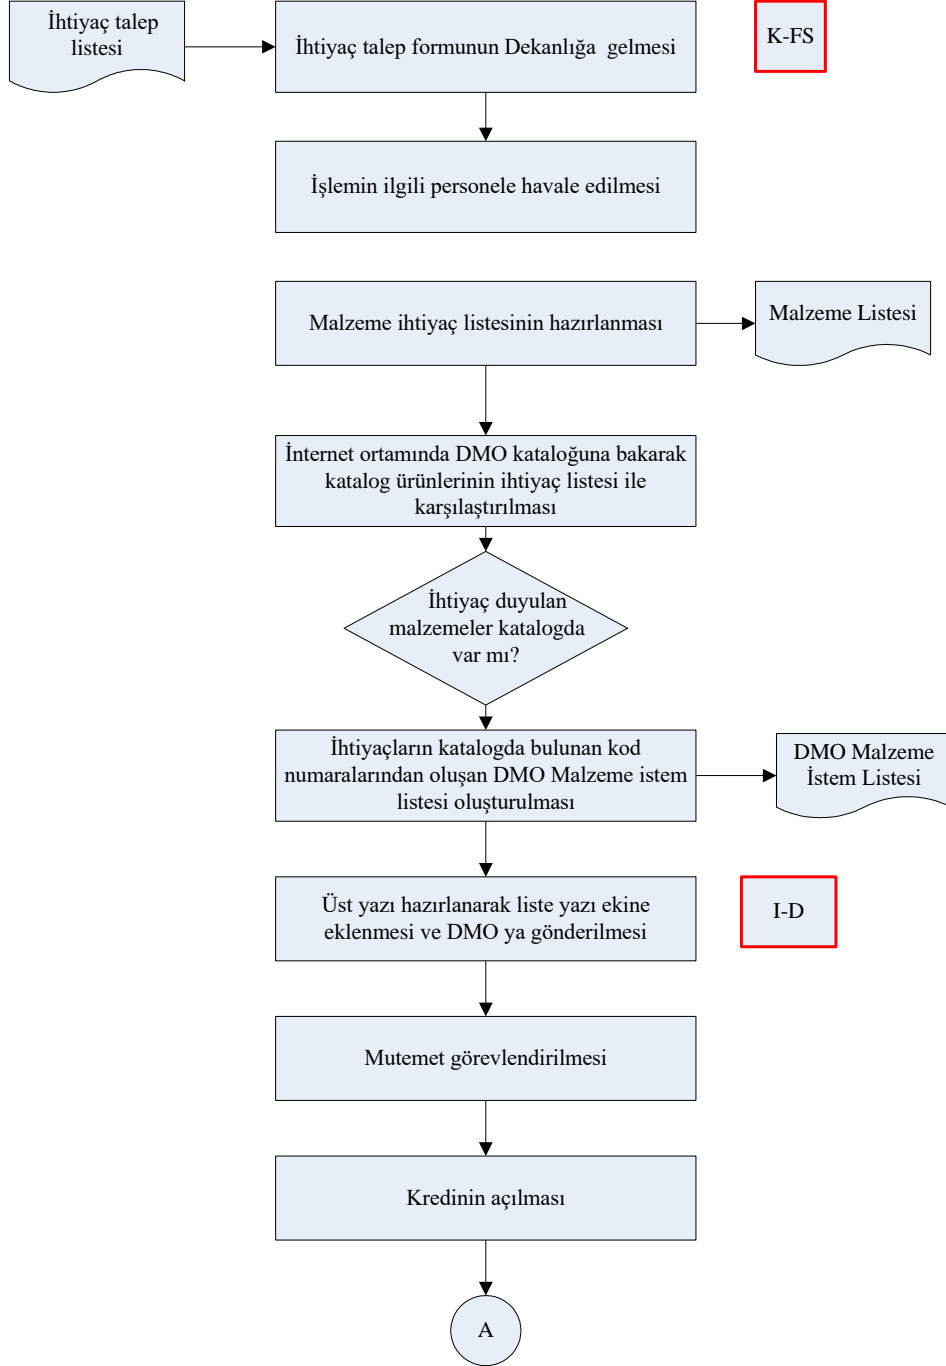 İhtiyaç talep
listesi
İhtiyaç talep formunun Dekanlığa  gelmesi
K-FS
İşlemin ilgili personele havale edilmesi
Malzeme ihtiyaç listesinin hazırlanması
Malzeme Listesi
İnternet ortamında DMO kataloğuna bakarak
katalog ürünlerinin ihtiyaç listesi ile
karşılaştırılması
İhtiyaç duyulan
malzemeler katalogda
var mı?
İhtiyaçların katalogda bulunan kod
numaralarından oluşan DMO Malzeme istem
listesi oluşturulması
DMO Malzeme
İstem Listesi
Üst yazı hazırlanarak liste yazı ekine
eklenmesi ve DMO ya gönderilmesi
I-D
Mutemet görevlendirilmesi
Kredinin açılması
A